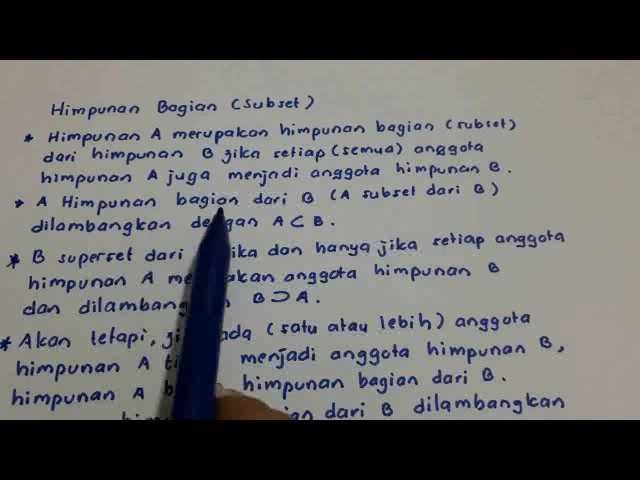 Himpunan Bagian (Subset)
* Himpunan A merupakan himpunan bagian (subset)
dari himpunan B jika setiap (semua) anggota
himpunan A juga menjadi anggota himpunan B.
* A Himpunan bagian dari B (A subset dari B)
dilambangkan dengan A ⊂ B.
* B superset dari jika dan hanya jika setiap anggota
himpunan A merupakan anggota himpunan B
dan dilambangkan B ⊃ A.
* Akan tetapi, ada (satu atau lebih) anggota
himpunan A menjadi anggota himpunan B,
himpunan A himpunan bagian dari B.
dari B dilambangkan